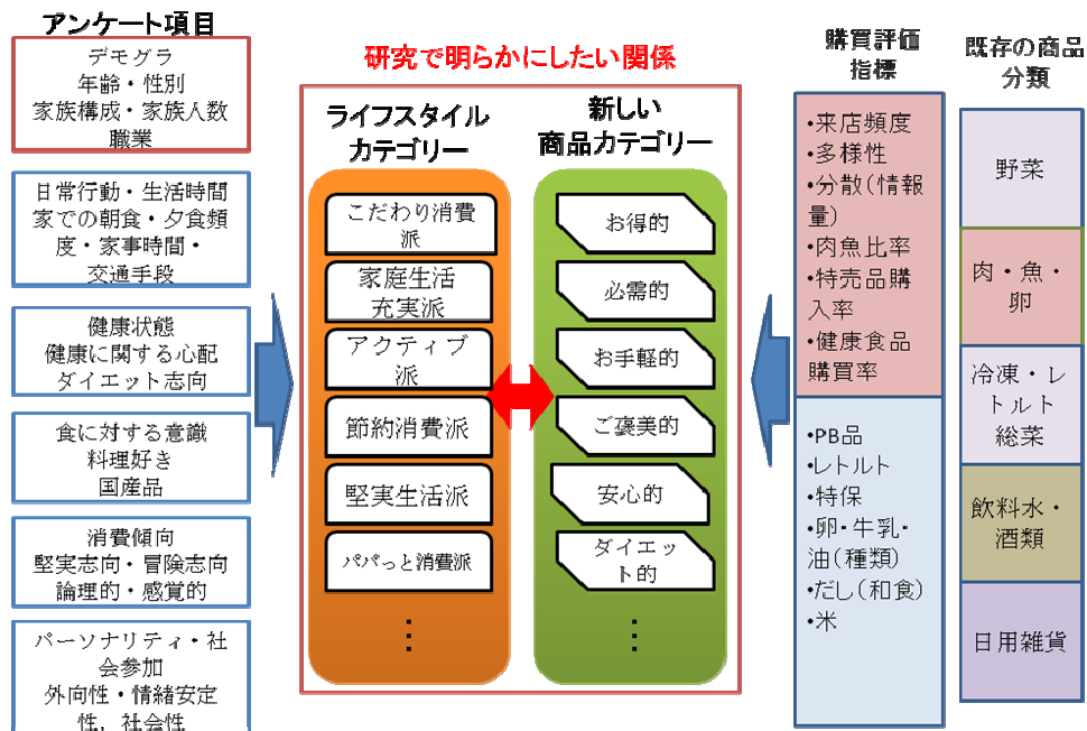 アンケート項目
デモグラ
年齢・性別
家族構成・家族人数
職業
日常行動・生活時間
家での朝食・夕食頻
度・家事時間・
交通手段
健康状態
健康に関する心配
ダイエット志向
食に対する意識
料理好き
国産品
消費傾向
堅実志向・冒険志向
論理的・感覚的
パーソナリティ・社
会参加
外向性・情緒安定
性，社会性
研究で明らかにしたい関係
ライフスタイル
カテゴリー
こだわり消費
派
家庭生活
充実派
アクティブ
派
節約消費派
堅実生活派
パパっと消費派
⋮
新しい
商品カテゴリー
お得的
必需的
お手軽的
ご褒美的
安心的
ダイエッ
ト的
⋮
購買評価
指標
•来店頻度
•多様性
•分散（情報
量）
•肉魚比率
•特売品購
入率
•健康食品
購買率
•PB品
•レトルト
•特保
•卵・牛乳・
油（種類）
•だし（和食）
•米
既存の商品
分類
野菜
肉・魚・
卵
冷凍・レ
トルト
総菜
飲料水・
酒類
日用雑貨